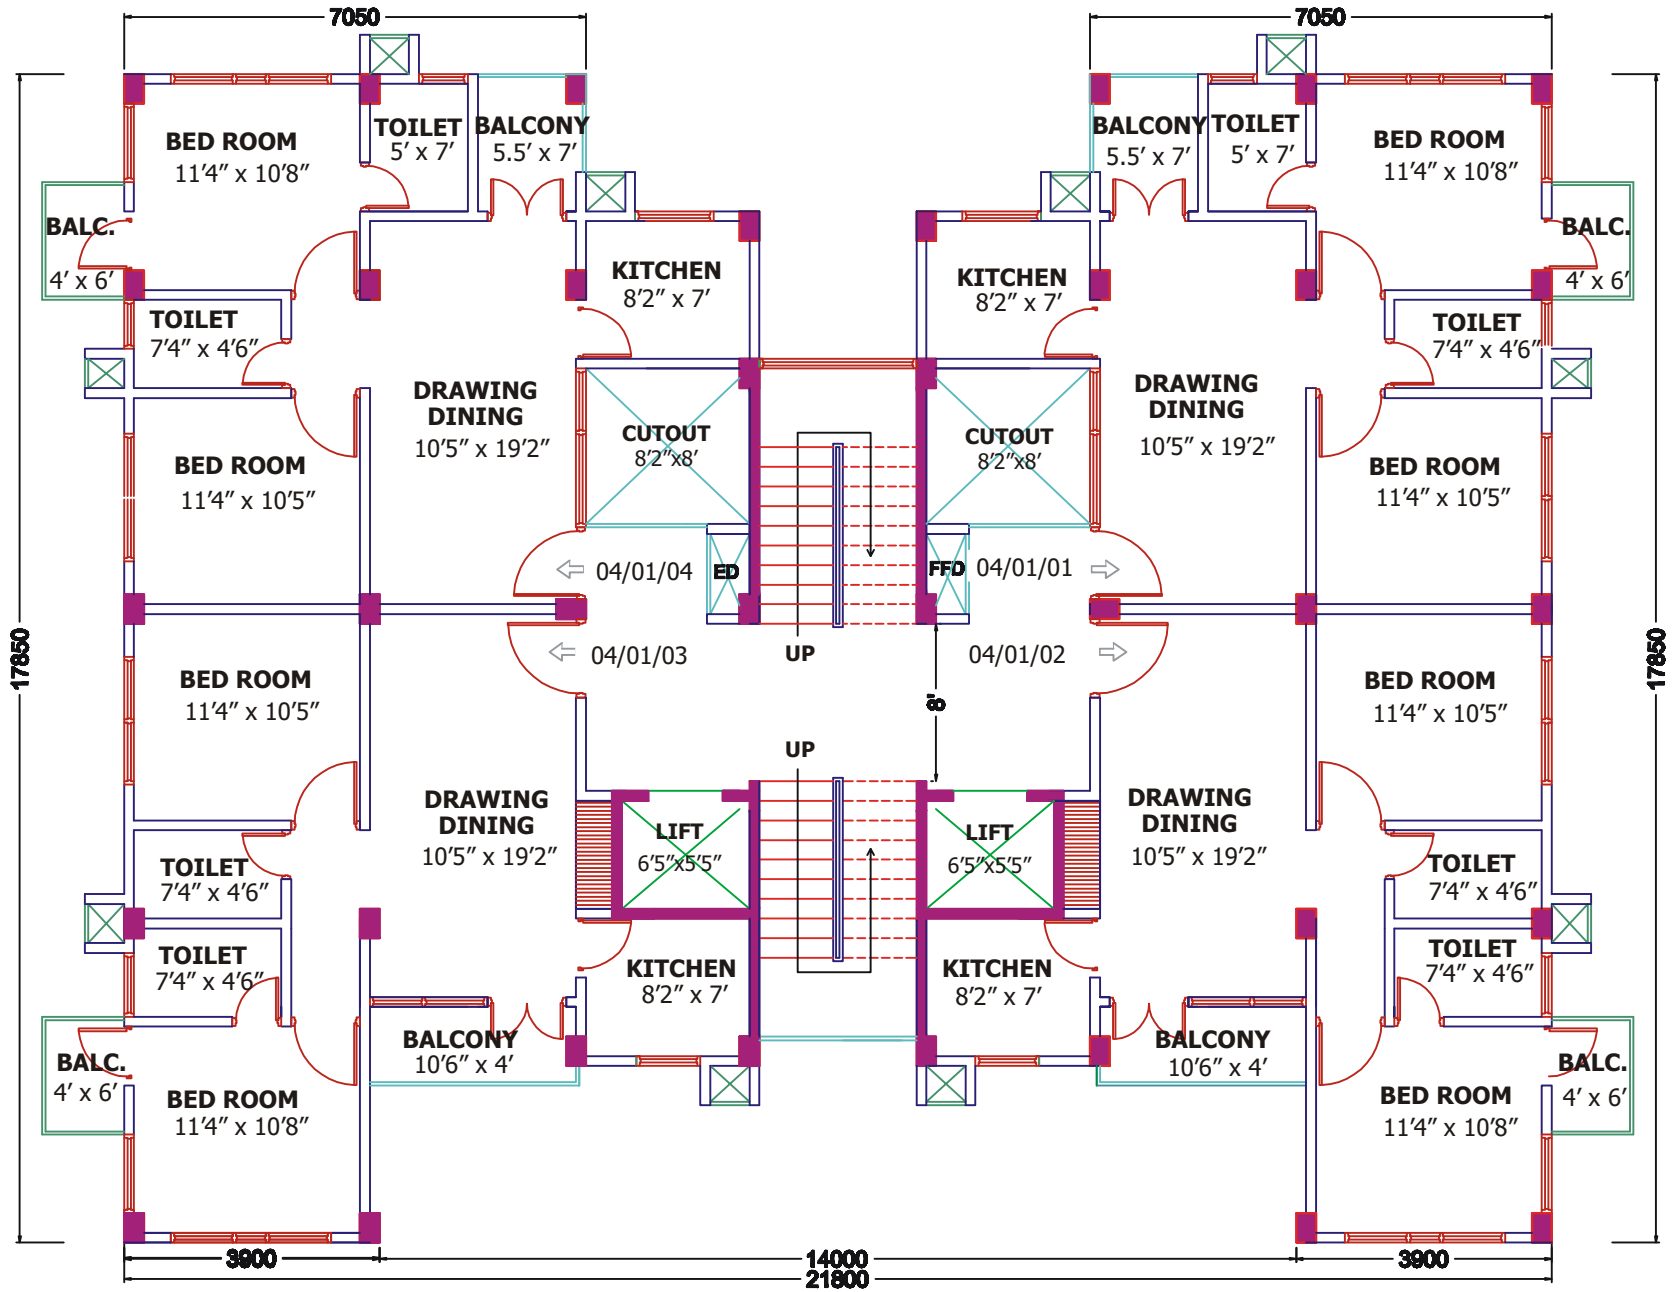 7050
7050
BED ROOM
11'4" x 10'8"
TOILET
5' x 7'
BALCONY
5.5' x 7'
BALCONY
5.5' x 7'
TOILET
5' x 7'
BED ROOM
11'4" x 10'8"
BALC.
4' x 6'
KITCHEN
8'2" x 7'
KITCHEN
8'2" x 7'
BALC.
4' x 6'
TOILET
7'4" x 4'6"
TOILET
7'4" x 4'6"
DRAWING
DINING
10'5" x 19'2"
CUTOUT
8'2"x8'
CUTOUT
8'2"x8'
DRAWING
DINING
10'5" x 19'2"
BED ROOM
11'4" x 10'5"
BED ROOM
11'4" x 10'5"
04/01/04
ED
FFD
04/01/01
17850
04/01/03
UP
04/01/02
17850
BED ROOM
11'4" x 10'5"
8'
BED ROOM
11'4" x 10'5"
UP
DRAWING
DINING
10'5" x 19'2"
LIFT
6'5"x5'5"
LIFT
6'5"x5'5"
DRAWING
DINING
10'5" x 19'2"
TOILET
7'4" x 4'6"
TOILET
7'4" x 4'6"
TOILET
7'4" x 4'6"
KITCHEN
8'2" x 7'
KITCHEN
8'2" x 7'
TOILET
7'4" x 4'6"
BALCONY
10'6" x 4'
BALCONY
10'6" x 4'
BALC.
4' x 6'
BED ROOM
11'4" x 10'8"
BED ROOM
11'4" x 10'8"
BALC.
4' x 6'
3900
14000
3900
21800